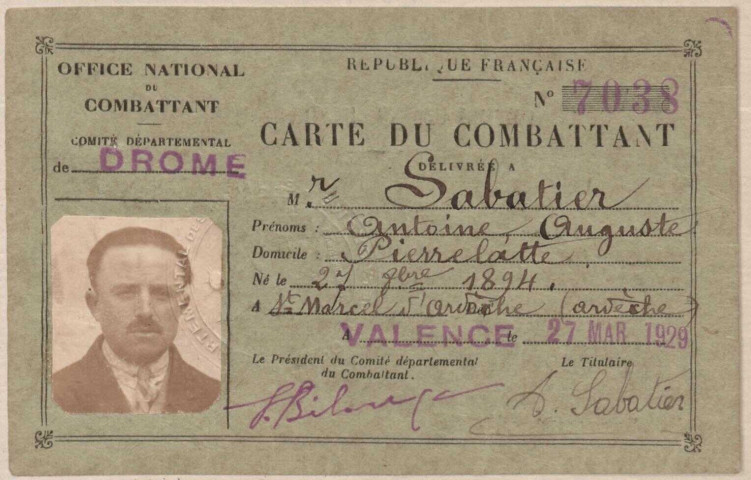 OFFICE NATIONAL
DU
COMBATTANT
COMITÉ DÉPARTEMENTAL
de DROME
RÉPUBLIQUE FRANÇAISE
N° 7038
CARTE DU COMBATTANT
DÉLIVRÉE A
Mr Sabatier
Prénoms : Antoine Auguste
Domicile : Pierrelatte
Né le 27 8bre 1894.
A St Marcel d'Ardèche (ardèche)
A VALENCE le 27 MAR. 1929
Le Président du Comité départemental
du Combattant.
Le Titulaire
A. Sabatier